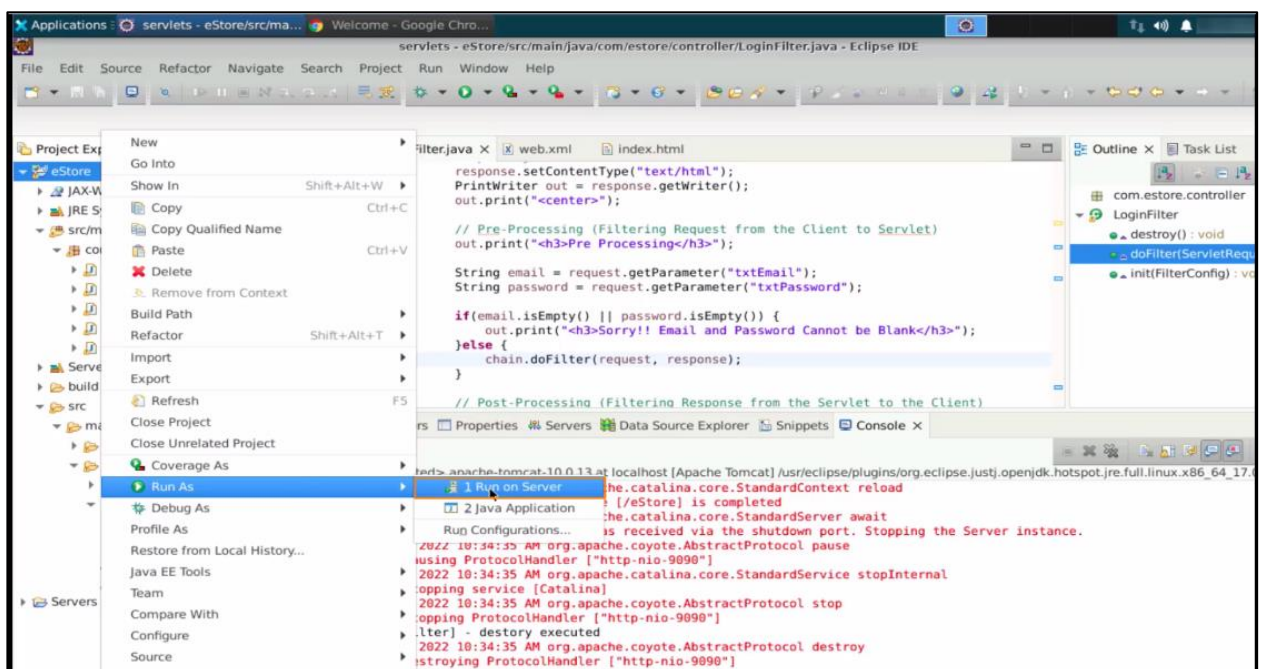 Applications servlets - eStore/src/ma... Welcome - Google Chro...
servlets - eStore/src/main/java/com/estore/controller/LoginFilter.java - Eclipse IDE
File Edit Source Refactor Navigate Search Project Run Window Help
Project Exp
eStore
JAX-W
JRE Sy
src/m
co
Serve
build
src
ma
Servers
New
Go Into
Show In Shift+Alt+W
Copy Ctrl+C
Copy Qualified Name
Paste Ctrl+V
Delete
Remove from Context
Build Path
Refactor Shift+Alt+T
Import
Export
Refresh F5
Close Project
Close Unrelated Project
Coverage As
Run As
Debug As
Profile As
Restore from Local History...
Java EE Tools
Team
Compare With
Configure
Source
1 Run on Server
2 Java Application
Run Configurations...
Filter.java web.xml index.html
response.setContentType("text/html");
PrintWriter out = response.getWriter();
out.print("<center>");
// Pre-Processing (Filtering Request from the Client to Servlet)
out.print("<h3>Pre Processing</h3>");
String email = request.getParameter("txtEmail");
String password = request.getParameter("txtPassword");
if(email.isEmpty() || password.isEmpty()) {
out.print("<h3>Sorry!! Email and Password Cannot be Blank</h3>");
}else {
chain.doFilter(request, response);
}
// Post-Processing (Filtering Response from the Servlet to the Client)
Outline Task List
com.estore.controller
LoginFilter
destroy() : void
doFilter(ServletRequ
init(FilterConfig) : vo
rs Properties Servers Data Source Explorer Snippets Console
ted> apache-tomcat-10.0.13 at localhost [Apache Tomcat] /usr/eclipse/plugins/org.eclipse.justj.openjdk.hotspot.jre.full.linux.x86_64_17.0
he.catalina.core.StandardContext reload
[/eStore] is completed
he.catalina.core.StandardServer await
as received via the shutdown port. Stopping the Server instance.
2022 10:34:35 AM org.apache.coyote.AbstractProtocol pause
ausing ProtocolHandler ["http-nio-9090"]
2022 10:34:35 AM org.apache.catalina.core.StandardService stopInternal
topping service [Catalina]
2022 10:34:35 AM org.apache.coyote.AbstractProtocol stop
topping ProtocolHandler ["http-nio-9090"]
ilter] - destory executed
2022 10:34:35 AM org.apache.coyote.AbstractProtocol destroy
estroying ProtocolHandler ["http-nio-9090"]